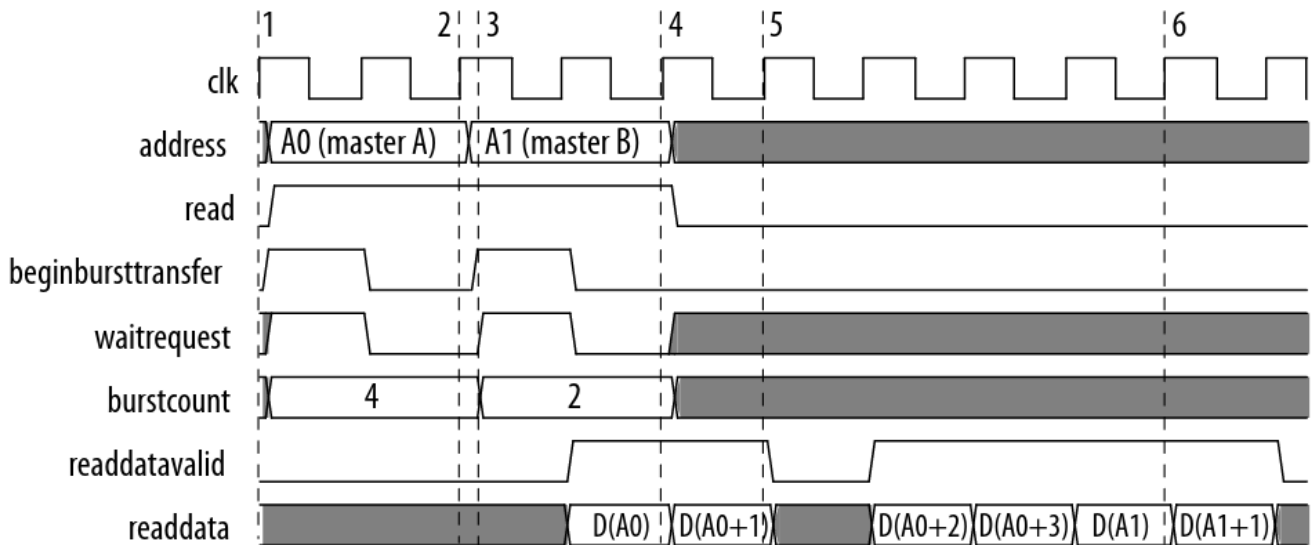 1 2 3 4 5 6
clk
address A0 (master A) A1 (master B)
read
beginbursttransfer
waitrequest
burstcount 4 2
readdatavalid
readdata D(A0) D(A0+1) D(A0+2) D(A0+3) D(A1) D(A1+1)